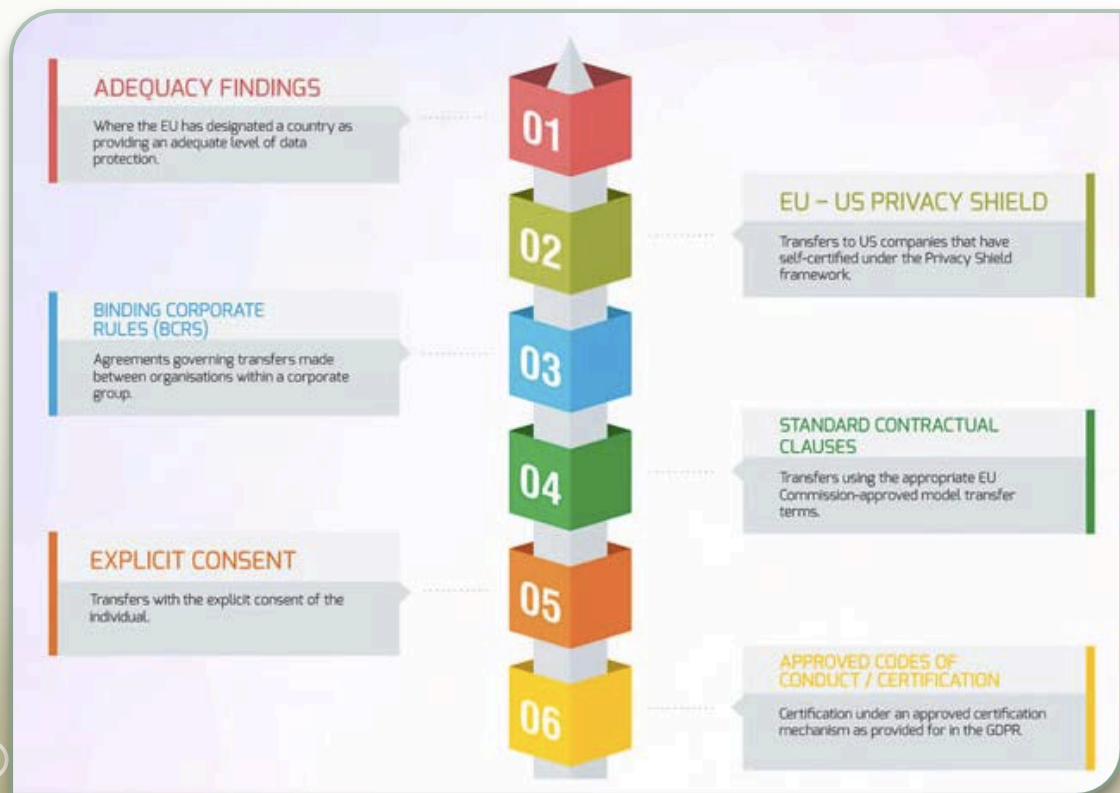 ADEQUACY FINDINGS
Where the EU has designated a country as
providing an adequate level of data
protection.
01
EU – US PRIVACY SHIELD
Transfers to US companies that have
self-certified under the Privacy Shield
framework.
02
BINDING CORPORATE
RULES (BCRS)
Agreements governing transfers made
between organisations within a corporate
group.
03
STANDARD CONTRACTUAL
CLAUSES
Transfers using the appropriate EU
Commission-approved model transfer
terms.
04
EXPLICIT CONSENT
Transfers with the explicit consent of the
individual.
05
APPROVED CODES OF
CONDUCT / CERTIFICATION
Certification under an approved certification
mechanism as provided for in the GDPR.
06